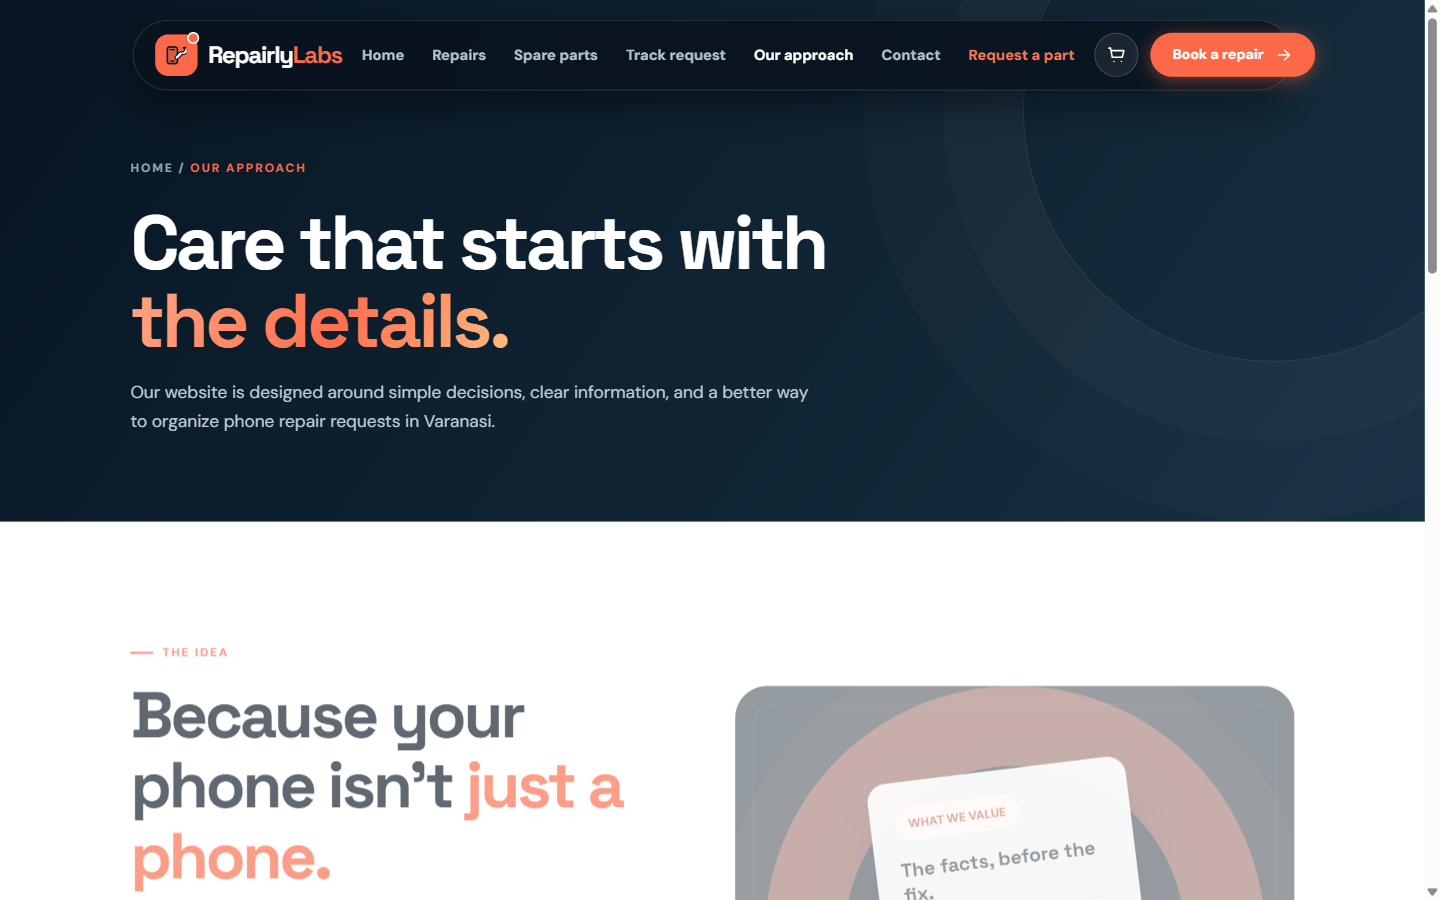 RepairlyLabs Home Repairs Spare parts Track request Our approach Contact Request a part Book a repair
HOME / OUR APPROACH
Care that starts with
the details.
Our website is designed around simple decisions, clear information, and a better way
to organize phone repair requests in Varanasi.
THE IDEA
Because your
phone isn’t just a
phone.
WHAT WE VALUE
The facts, before the
fix.